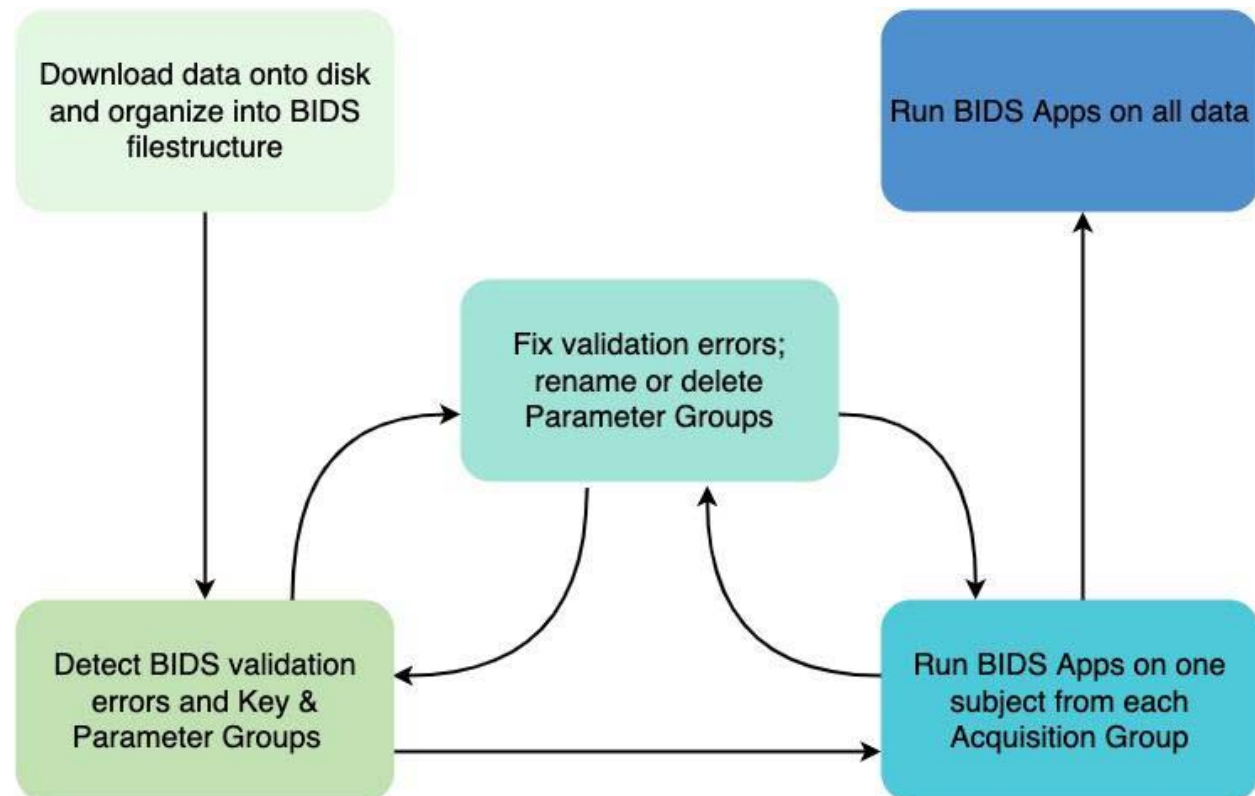 Download data onto disk
and organize into BIDS
filestructure
Run BIDS Apps on all data
Fix validation errors;
rename or delete
Parameter Groups
Detect BIDS validation
errors and Key &
Parameter Groups
Run BIDS Apps on one
subject from each
Acquisition Group